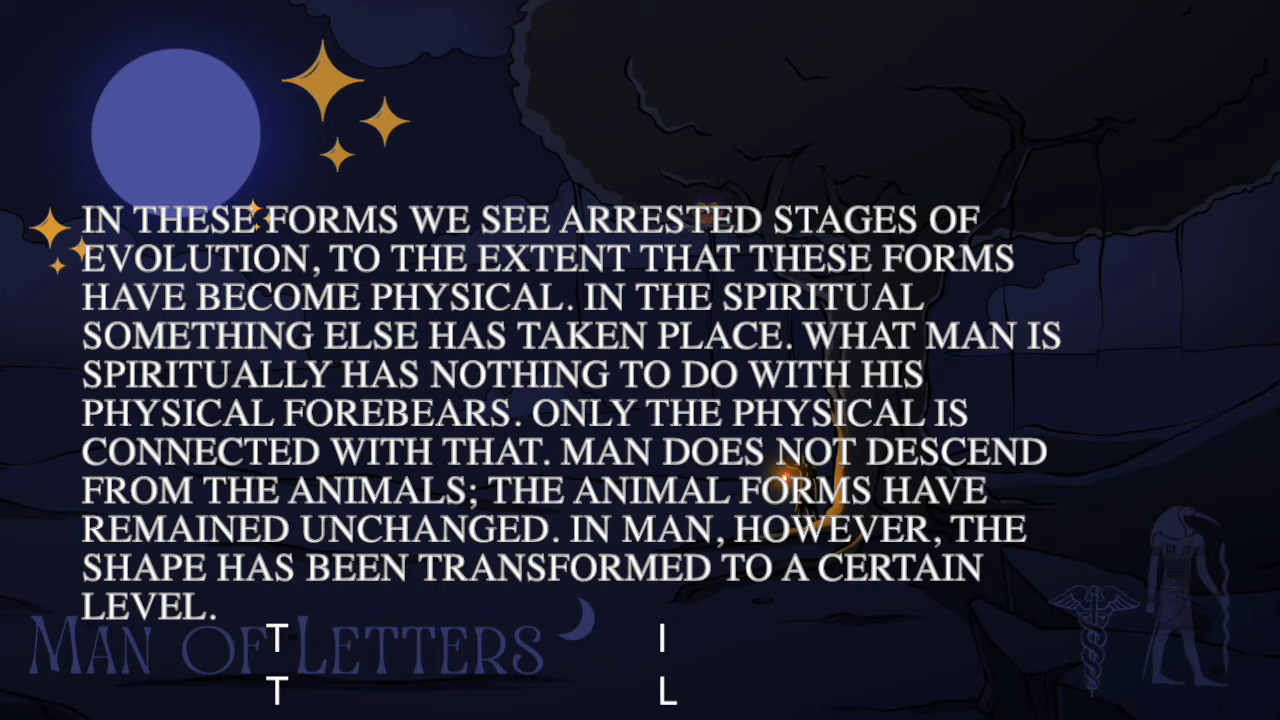 IN THESE FORMS WE SEE ARRESTED STAGES OF
EVOLUTION, TO THE EXTENT THAT THESE FORMS
HAVE BECOME PHYSICAL. IN THE SPIRITUAL
SOMETHING ELSE HAS TAKEN PLACE. WHAT MAN IS
SPIRITUALLY HAS NOTHING TO DO WITH HIS
PHYSICAL FOREBEARS. ONLY THE PHYSICAL IS
CONNECTED WITH THAT. MAN DOES NOT DESCEND
FROM THE ANIMALS; THE ANIMAL FORMS HAVE
REMAINED UNCHANGED. IN MAN, HOWEVER, THE
SHAPE HAS BEEN TRANSFORMED TO A CERTAIN
LEVEL.
MAN OF LETTERS
T I
T L